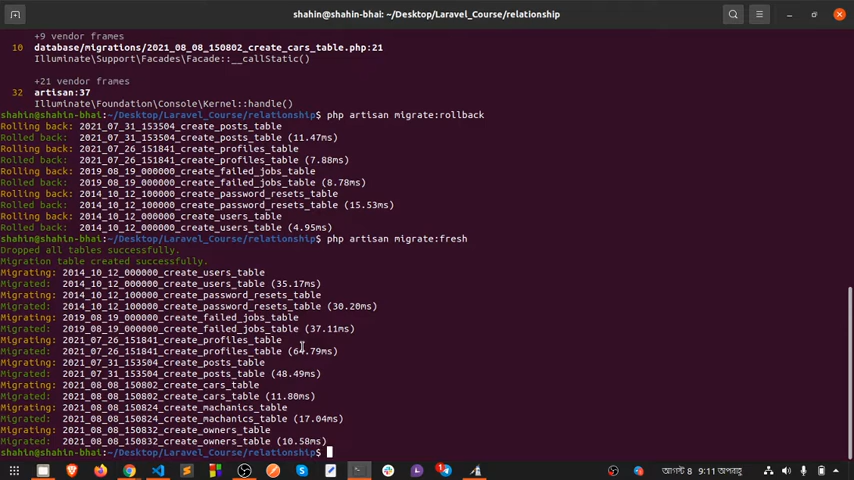 shahin@shahin-bhai: ~/Desktop/Laravel_Course/relationship
+9 vendor frames
10 database/migrations/2021_08_08_150802_create_cars_table.php:21
Illuminate\Support\Facades\Facade::__callStatic()
+21 vendor frames
32 artisan:37
Illuminate\Foundation\Console\Kernel::handle()
shahin@shahin-bhai:~/Desktop/Laravel_Course/relationship$ php artisan migrate:rollback
Rolling back: 2021_07_31_153504_create_posts_table
Rolled back: 2021_07_31_153504_create_posts_table (11.47ms)
Rolling back: 2021_07_26_151841_create_profiles_table
Rolled back: 2021_07_26_151841_create_profiles_table (7.88ms)
Rolling back: 2019_08_19_000000_create_failed_jobs_table
Rolled back: 2019_08_19_000000_create_failed_jobs_table (8.78ms)
Rolling back: 2014_10_12_100000_create_password_resets_table
Rolled back: 2014_10_12_100000_create_password_resets_table (15.53ms)
Rolling back: 2014_10_12_000000_create_users_table
Rolled back: 2014_10_12_000000_create_users_table (4.95ms)
shahin@shahin-bhai:~/Desktop/Laravel_Course/relationship$ php artisan migrate:fresh
Dropped all tables successfully.
Migration table created successfully.
Migrating: 2014_10_12_000000_create_users_table
Migrated: 2014_10_12_000000_create_users_table (35.17ms)
Migrating: 2014_10_12_100000_create_password_resets_table
Migrated: 2014_10_12_100000_create_password_resets_table (30.20ms)
Migrating: 2019_08_19_000000_create_failed_jobs_table
Migrated: 2019_08_19_000000_create_failed_jobs_table (37.11ms)
Migrating: 2021_07_26_151841_create_profiles_table
Migrated: 2021_07_26_151841_create_profiles_table (64.79ms)
Migrating: 2021_07_31_153504_create_posts_table
Migrated: 2021_07_31_153504_create_posts_table (48.49ms)
Migrating: 2021_08_08_150802_create_cars_table
Migrated: 2021_08_08_150802_create_cars_table (11.80ms)
Migrating: 2021_08_08_150824_create_machanics_table
Migrated: 2021_08_08_150824_create_machanics_table (17.04ms)
Migrating: 2021_08_08_150832_create_owners_table
Migrated: 2021_08_08_150832_create_owners_table (10.58ms)
shahin@shahin-bhai:~/Desktop/Laravel_Course/relationship$
আগস্ট 8 9:11 অপরাহ্ণ